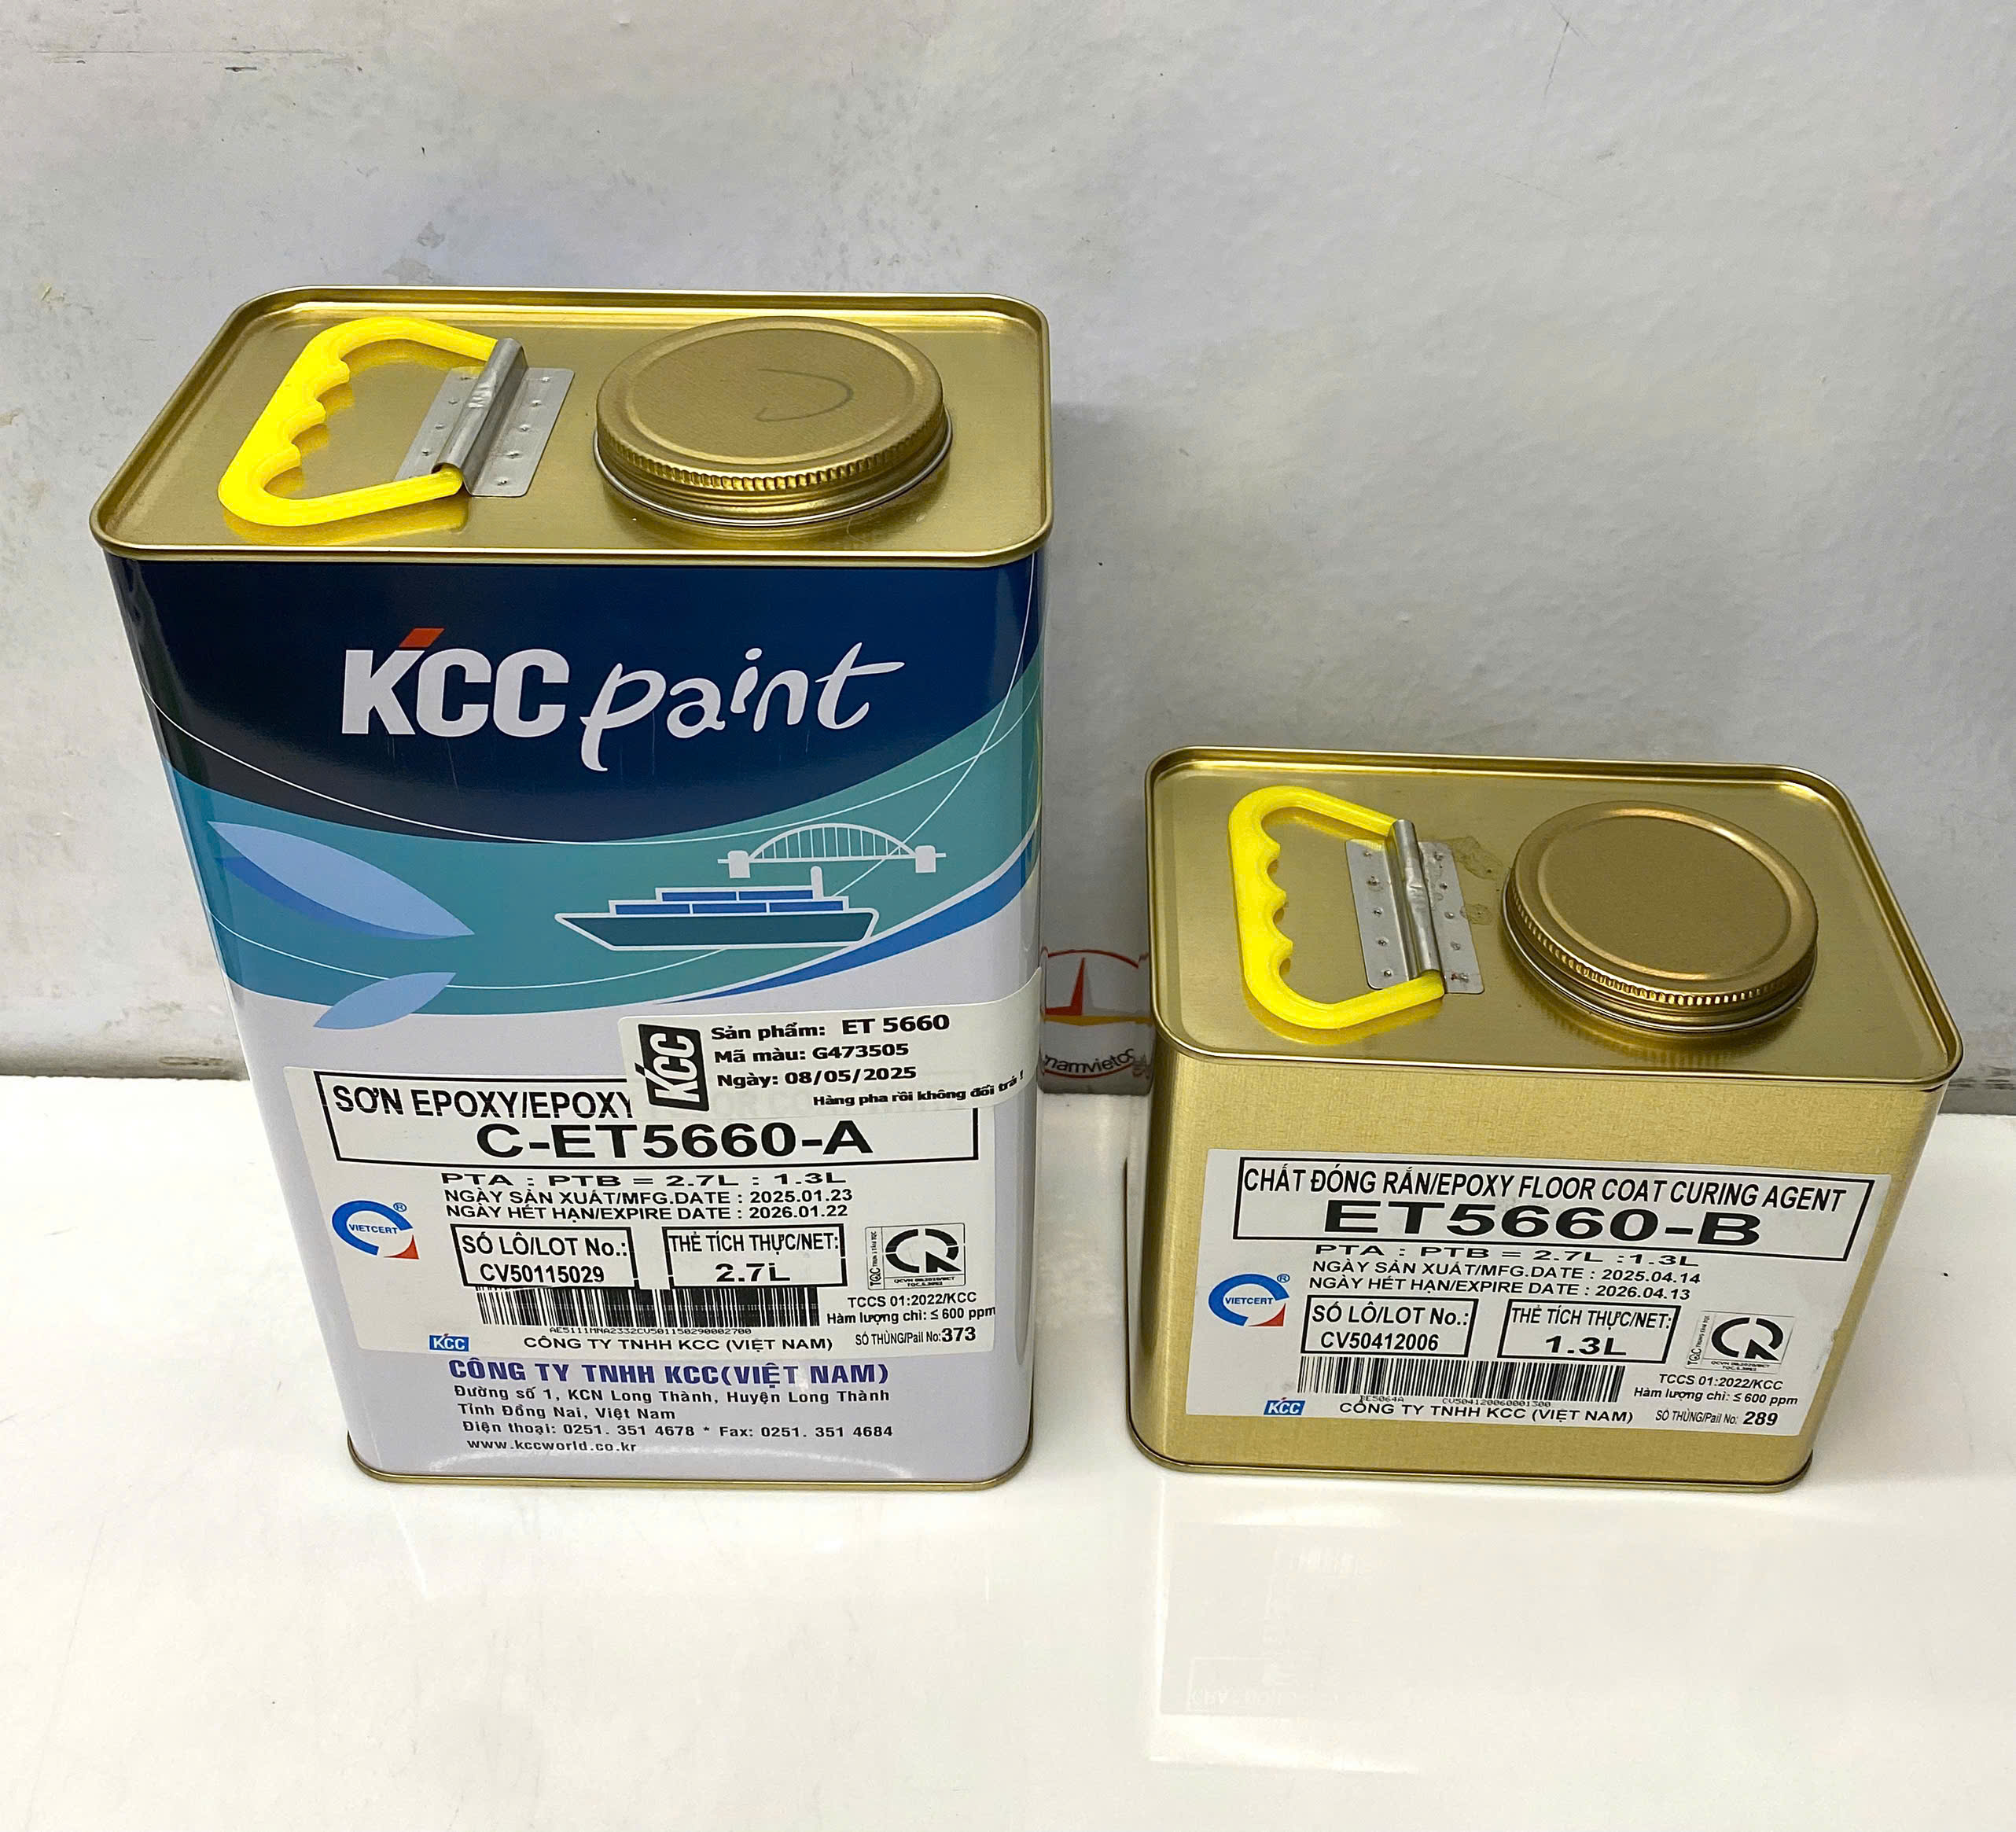 KCC paint
KCC
Sản phẩm: ET 5660
Mã màu: G473505
Ngày: 08/05/2025
Hàng pha rồi không đổi trả !
SƠN EPOXY/EPOXY
C-ET5660-A
PTA : PTB = 2.7L : 1.3L
NGÀY SẢN XUẤT/MFG.DATE : 2025.01.23
NGÀY HẾT HẠN/EXPIRE DATE : 2026.01.22
VIETCERT
®
SỐ LÔ/LOT No.:
CV50115029
THỂ TÍCH THỰC/NET:
2.7L
TCCS 01:2022/KCC
Hàm lượng chì: ≤ 600 ppm
AE5111MNA2332CV501150290002700
KCC
CÔNG TY TNHH KCC (VIỆT NAM)
SỐ THÙNG/Pail No:373
CÔNG TY TNHH KCC(VIỆT NAM)
Đường số 1, KCN Long Thành, Huyện Long Thành
Tỉnh Đồng Nai, Việt Nam
Điện thoại: 0251. 351 4678 * Fax: 0251. 351 4684
www.kccworld.co.kr
namvieto
CHẤT ĐÓNG RẮN/EPOXY FLOOR COAT CURING AGENT
ET5660-B
PTA : PTB = 2.7L :1.3L
NGÀY SẢN XUẤT/MFG.DATE : 2025.04.14
NGÀY HẾT HẠN/EXPIRE DATE : 2026.04.13
VIETCERT
®
SỐ LÔ/LOT No.:
CV50412006
THỂ TÍCH THỰC/NET:
1.3L
TCCS 01:2022/KCC
Hàm lượng chì: ≤ 600 ppm
BE5064A
CV504120060001300
KCC
CÔNG TY TNHH KCC (VIỆT NAM)
SỐ THÙNG/Pail No: 289